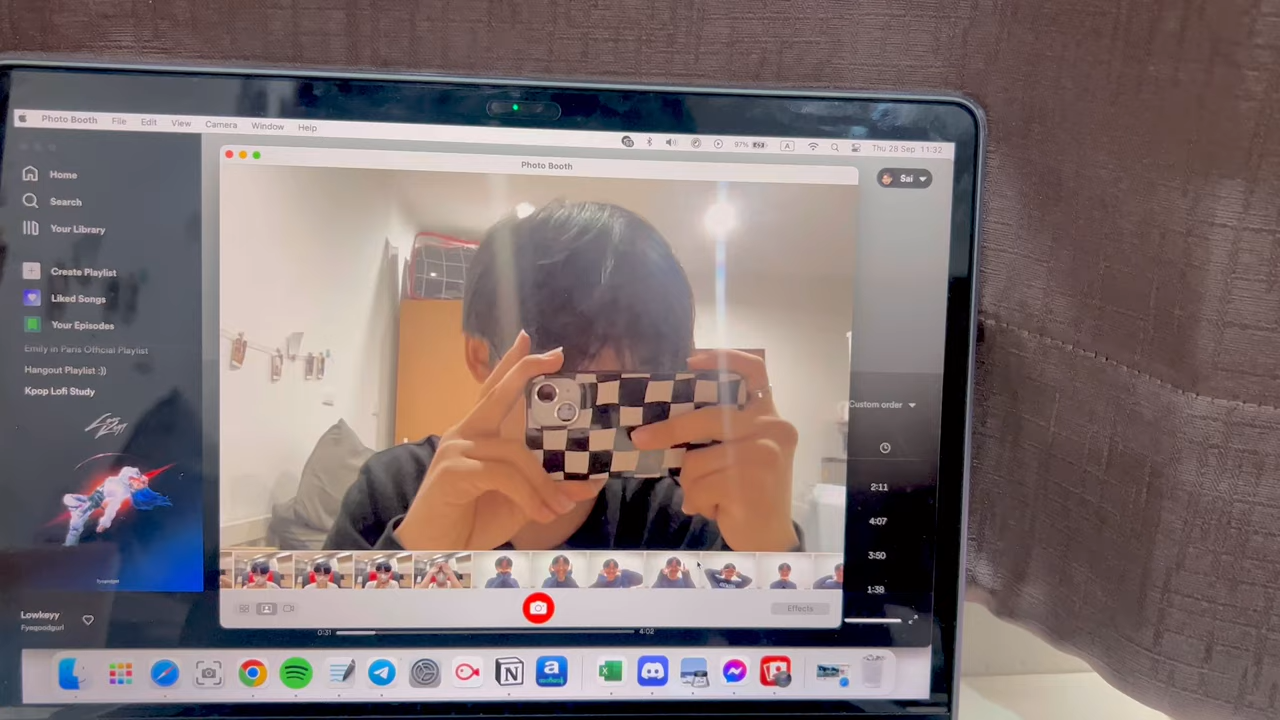 Photo Booth File Edit View Camera Window Help
97% A Thu 28 Sep 11:32
Photo Booth
Sai
Home
Search
Your Library
Create Playlist
Liked Songs
Your Episodes
Emily in Paris Official Playlist
Hangout Playlist :))
Kpop Lofi Study
Custom order
2:11
4:07
3:50
1:38
Effects
Lowkeyy
Fyegoodgurl
0:31
4:02